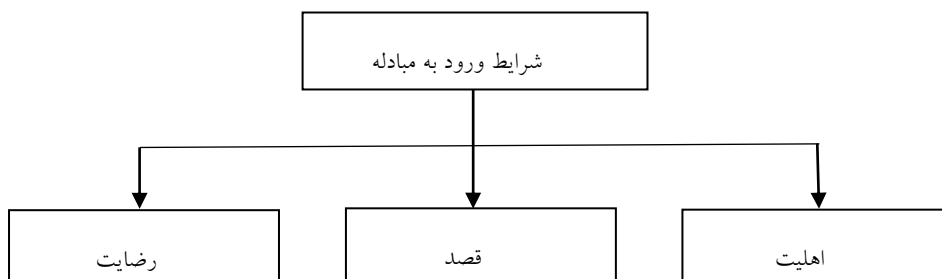 شرایط ورود به مبادله
اهلیت
قصد
رضایت